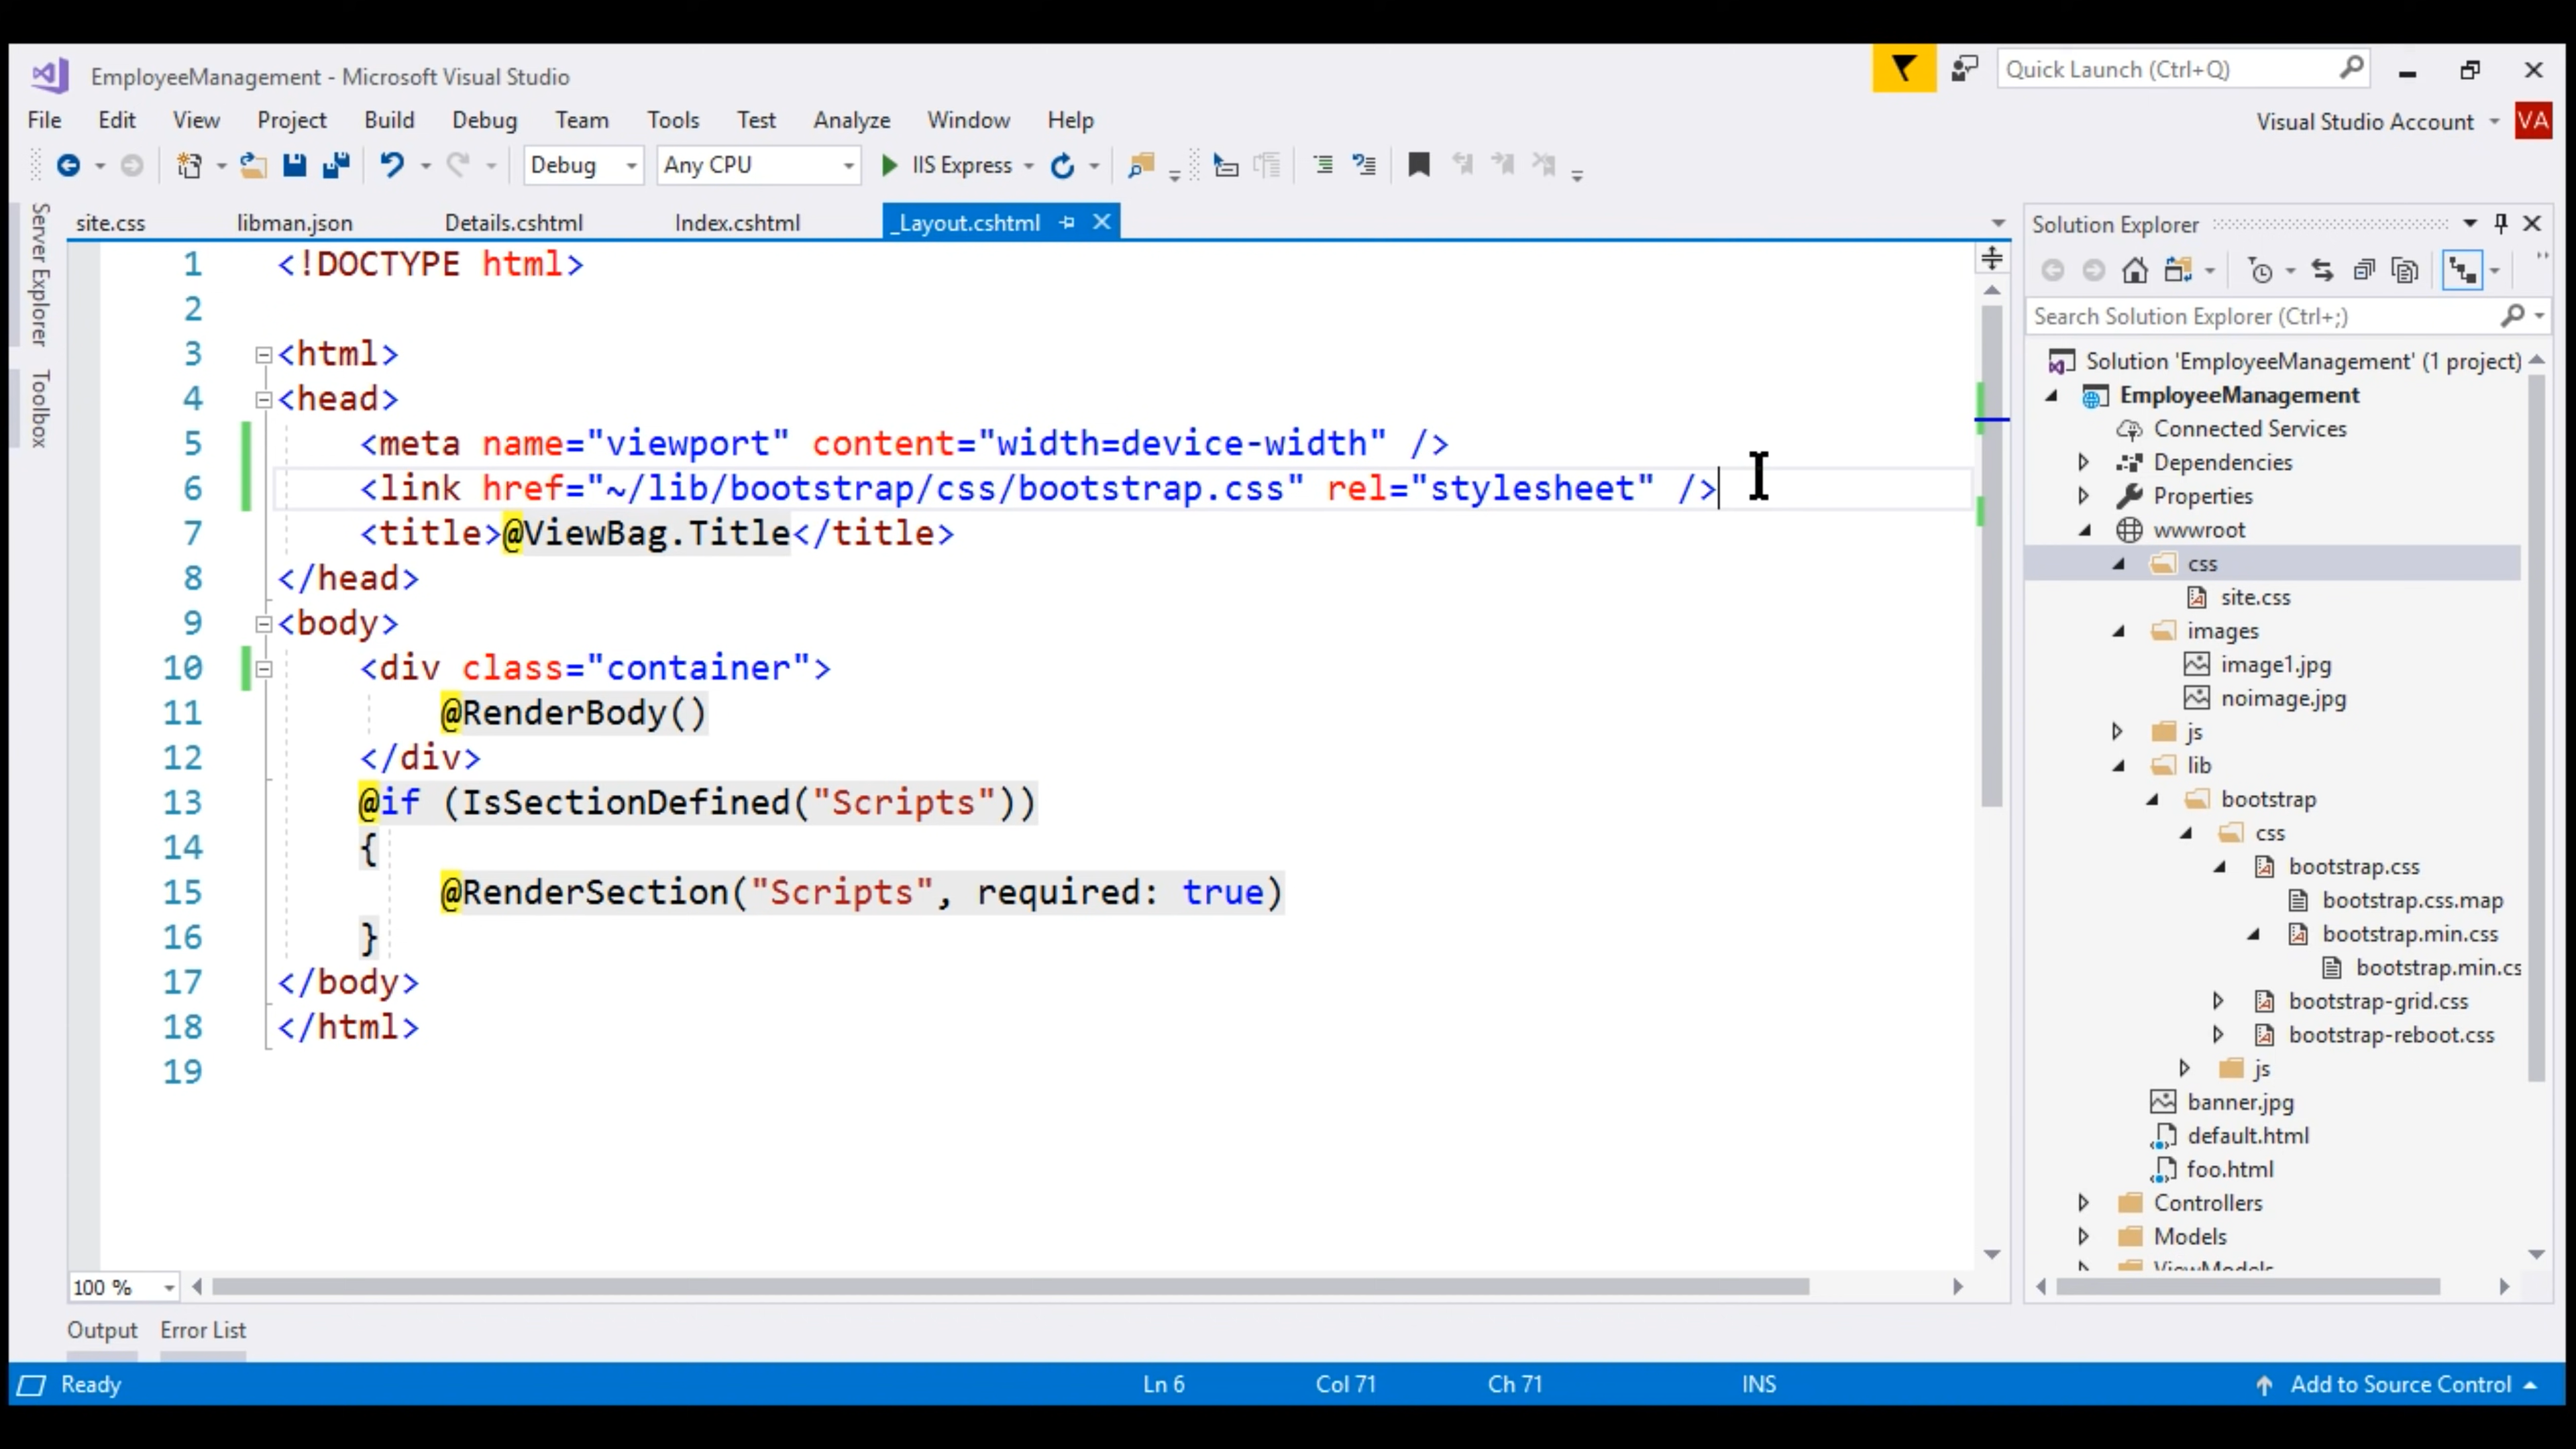 EmployeeManagement - Microsoft Visual Studio
Quick Launch (Ctrl+Q)
File Edit View Project Build Debug Team Tools Test Analyze Window Help
Visual Studio Account VA
Debug Any CPU IIS Express
Server Explorer
Toolbox
site.css libman.json Details.cshtml Index.cshtml _Layout.cshtml
1 <!DOCTYPE html>
2
3 <html>
4 <head>
5 <meta name="viewport" content="width=device-width" />
6 <link href="~/lib/bootstrap/css/bootstrap.css" rel="stylesheet" />
7 <title>@ViewBag.Title</title>
8 </head>
9 <body>
10 <div class="container">
11 @RenderBody()
12 </div>
13 @if (IsSectionDefined("Scripts"))
14 {
15 @RenderSection("Scripts", required: true)
16 }
17 </body>
18 </html>
19
100 %
Output Error List
Solution Explorer
Search Solution Explorer (Ctrl+;)
Solution 'EmployeeManagement' (1 project)
EmployeeManagement
Connected Services
Dependencies
Properties
wwwroot
css
site.css
images
image1.jpg
noimage.jpg
js
lib
bootstrap
css
bootstrap.css
bootstrap.css.map
bootstrap.min.css
bootstrap.min.cs
bootstrap-grid.css
bootstrap-reboot.css
js
banner.jpg
default.html
foo.html
Controllers
Models
ViewModels
Ready Ln 6 Col 71 Ch 71 INS Add to Source Control